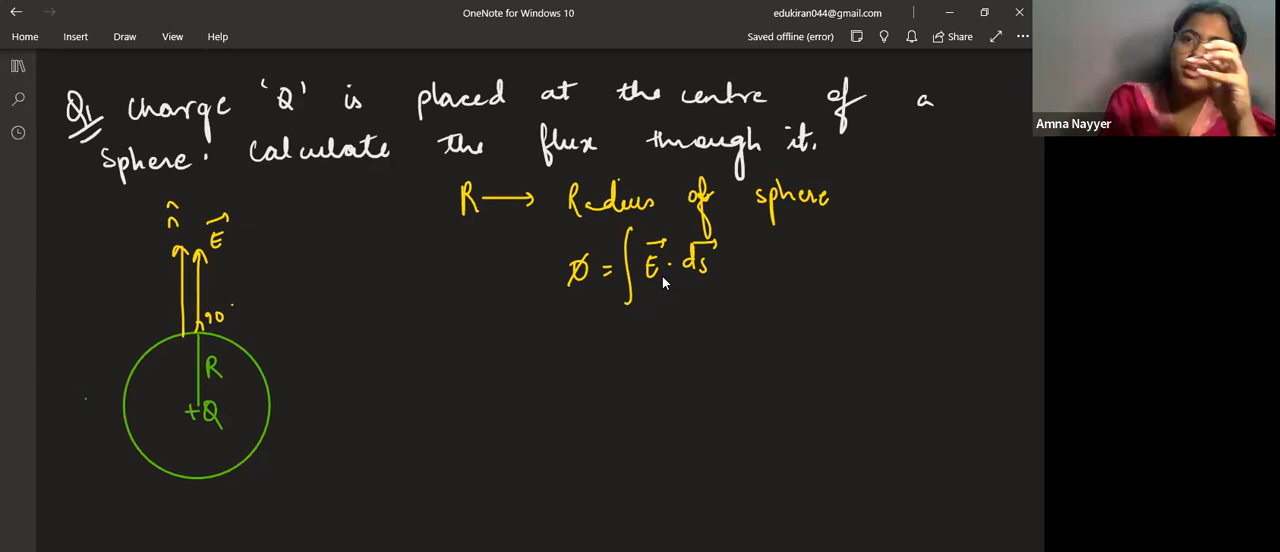 OneNote for Windows 10
edukiran044@gmail.com
Home Insert Draw View Help
Saved offline (error)
Share
Q1 Charge 'Q' is placed at the centre of a
sphere. Calculate the flux through it.
R → Radius of sphere
n̂ E⃗
ϕ = ∫ E⃗ · ds⃗
90°
R
+Q
Amna Nayyer